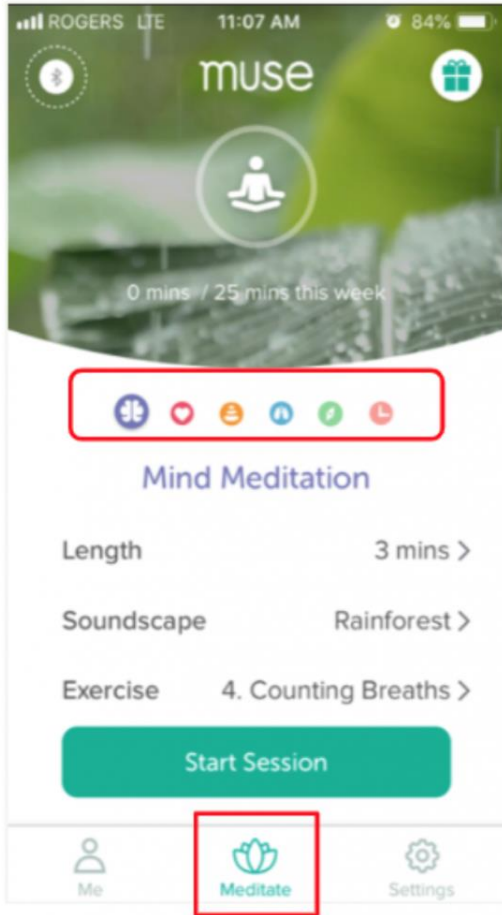 ROGERS LTE 11:07 AM 84%
muse
0 mins / 25 mins this week
Mind Meditation
Length 3 mins >
Soundscape Rainforest >
Exercise 4. Counting Breaths >
Start Session
Me Meditate Settings